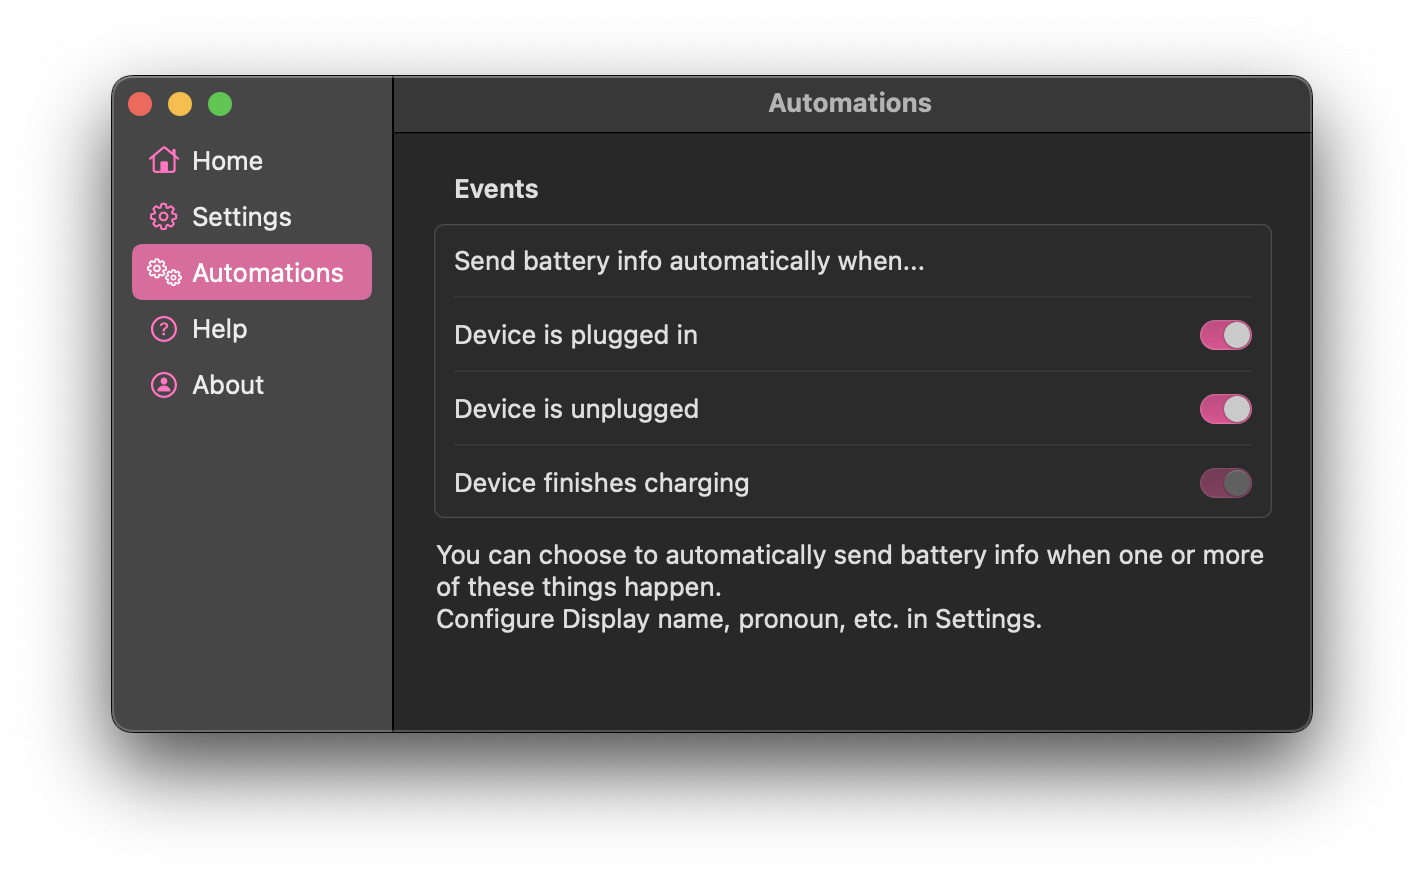 Automations
Home
Settings
Automations
Help
About
Events
Send battery info automatically when...
Device is plugged in
Device is unplugged
Device finishes charging
You can choose to automatically send battery info when one or more
of these things happen.
Configure Display name, pronoun, etc. in Settings.